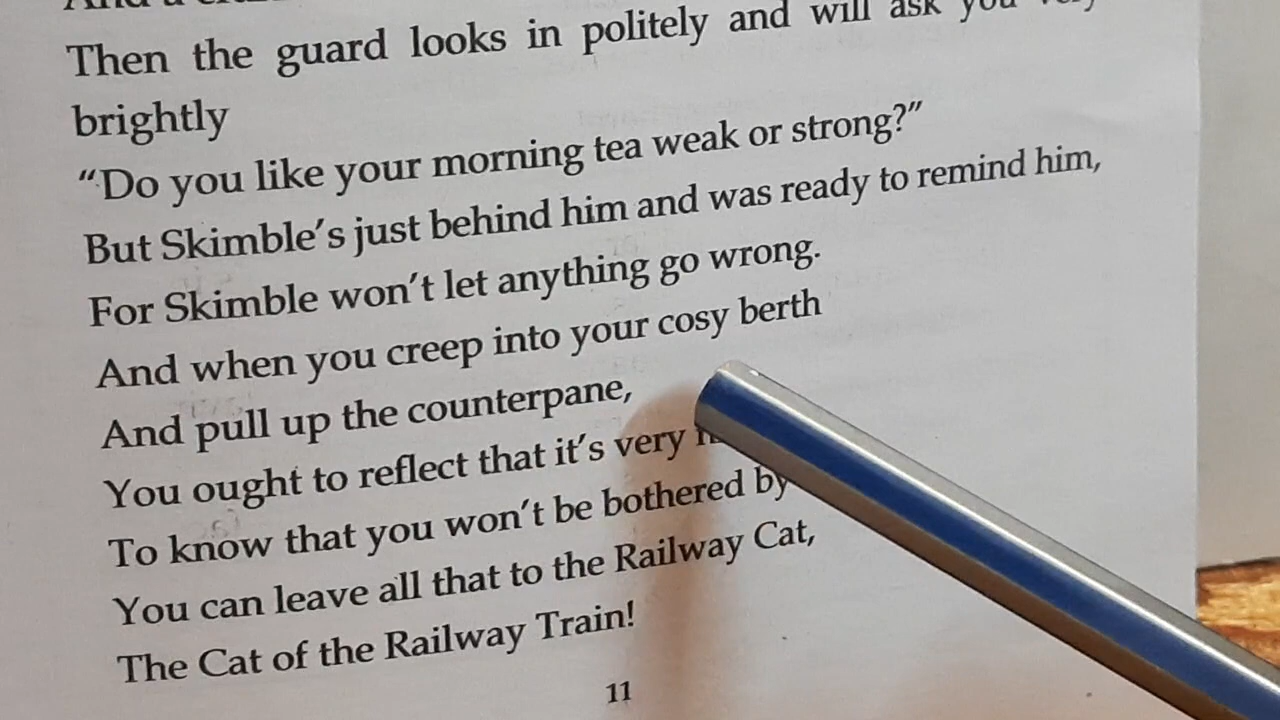 Then the guard looks in politely and will ask you very
brightly
“Do you like your morning tea weak or strong?”
But Skimble’s just behind him and was ready to remind him,
For Skimble won’t let anything go wrong.
And when you creep into your cosy berth
And pull up the counterpane,
You ought to reflect that it’s very
To know that you won’t be bothered by
You can leave all that to the Railway Cat,
The Cat of the Railway Train!
11